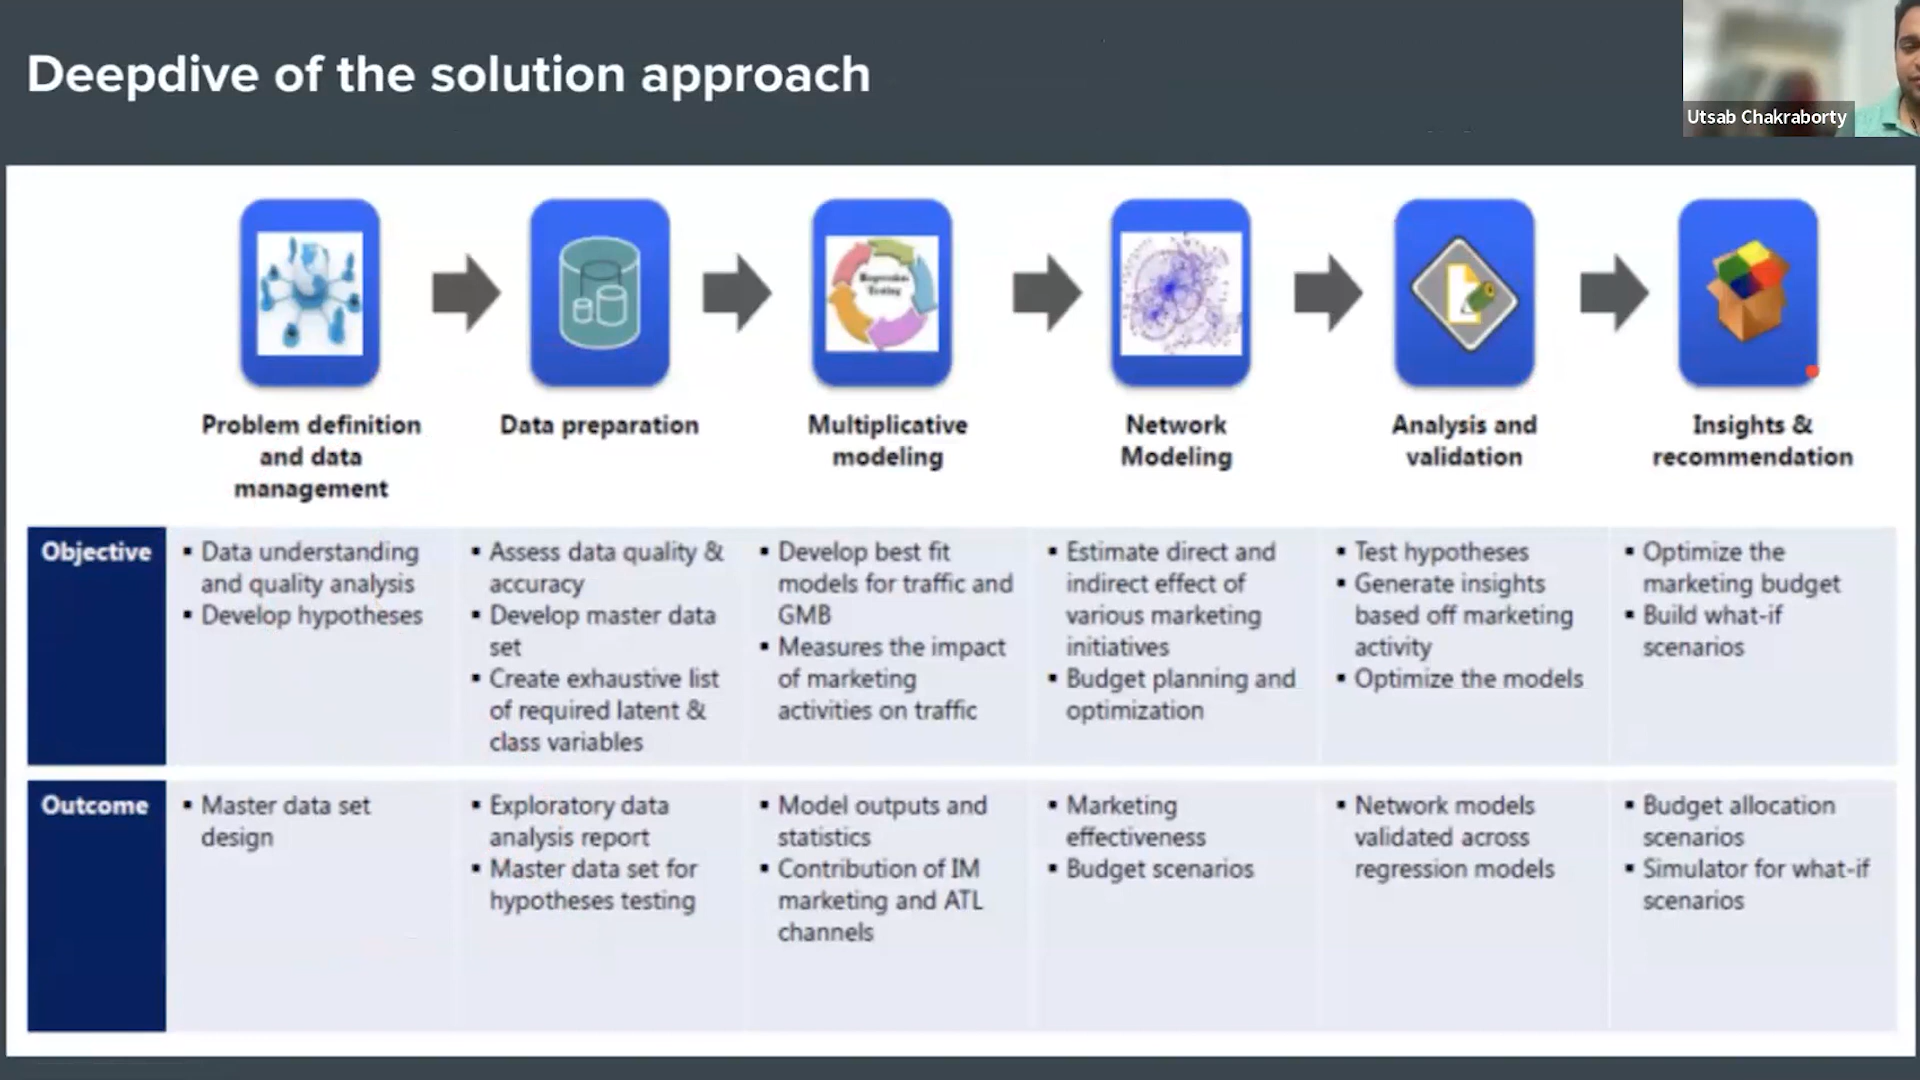 Deepdive of the solution approach
Utsab Chakraborty
Problem definition
and data
management
Data preparation
Multiplicative
modeling
Network
Modeling
Analysis and
validation
Insights &
recommendation
Objective
▪ Data understanding
and quality analysis
▪ Develop hypotheses
▪ Assess data quality &
accuracy
▪ Develop master data
set
▪ Create exhaustive list
of required latent &
class variables
▪ Develop best fit
models for traffic and
GMB
▪ Measures the impact
of marketing
activities on traffic
▪ Estimate direct and
indirect effect of
various marketing
initiatives
▪ Budget planning and
optimization
▪ Test hypotheses
▪ Generate insights
based off marketing
activity
▪ Optimize the models
▪ Optimize the
marketing budget
▪ Build what-if
scenarios
Outcome
▪ Master data set
design
▪ Exploratory data
analysis report
▪ Master data set for
hypotheses testing
▪ Model outputs and
statistics
▪ Contribution of IM
marketing and ATL
channels
▪ Marketing
effectiveness
▪ Budget scenarios
▪ Network models
validated across
regression models
▪ Budget allocation
scenarios
▪ Simulator for what-if
scenarios